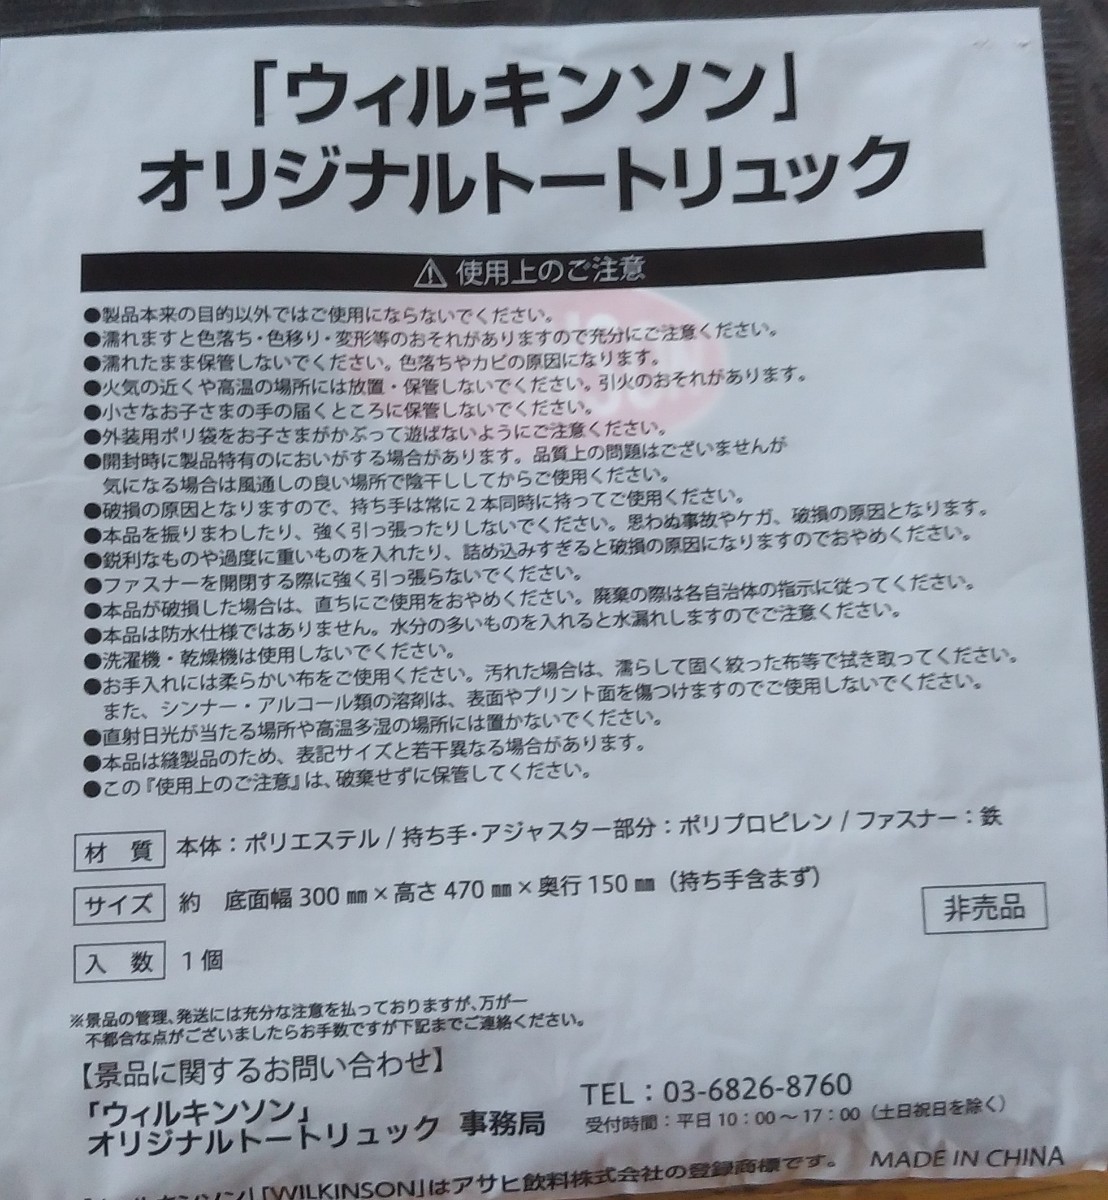 「ウィルキンソン」
オリジナルトートリュック
⚠ 使用上のご注意
●製品本来の目的以外ではご使用にならないでください。
●濡れますと色落ち・色移り・変形等のおそれがありますので充分にご注意ください。
●濡れたまま保管しないでください。色落ちやカビの原因になります。
●火気の近くや高温の場所には放置・保管しないでください。引火のおそれがあります。
●小さなお子さまの手の届くところに保管しないでください。
●外装用ポリ袋をお子さまがかぶって遊ばないようにご注意ください。
●開封時に製品特有のにおいがする場合があります。品質上の問題はございませんが
気になる場合は風通しの良い場所で陰干ししてからご使用ください。
●破損の原因となりますので、持ち手は常に2本同時に持ってご使用ください。
●本品を振りまわしたり、強く引っ張ったりしないでください。思わぬ事故やケガ、破損の原因となります。
●鋭利なものや過度に重いものを入れたり、詰め込みすぎると破損の原因になりますのでおやめください。
●ファスナーを開閉する際に強く引っ張らないでください。
●本品が破損した場合は、直ちにご使用をおやめください。廃棄の際は各自治体の指示に従ってください。
●本品は防水仕様ではありません。水分の多いものを入れると水漏れしますのでご注意ください。
●洗濯機・乾燥機は使用しないでください。
●お手入れには柔らかい布をご使用ください。汚れた場合は、濡らして固く絞った布等で拭き取ってください。
また、シンナー・アルコール類の溶剤は、表面やプリント面を傷つけますのでご使用しないでください。
●直射日光が当たる場所や高温多湿の場所には置かないでください。
●本品は縫製品のため、表記サイズと若干異なる場合があります。
●この『使用上のご注意』は、破棄せずに保管してください。
材 質 本体：ポリエステル / 持ち手・アジャスター部分：ポリプロピレン / ファスナー：鉄
サイズ 約 底面幅 300 ㎜ × 高さ 470 ㎜ × 奥行 150 ㎜（持ち手含まず）
非売品
入 数 1個
※景品の管理、発送には充分な注意を払っておりますが、万が一
不都合な点がございましたらお手数ですが下記までご連絡ください。
【景品に関するお問い合わせ】
「ウィルキンソン」
オリジナルトートリュック 事務局
TEL：03-6826-8760
受付時間：平日 10：00～17：00（土日祝日を除く）
「ウィルキンソン」「WILKINSON」はアサヒ飲料株式会社の登録商標です。 MADE IN CHINA